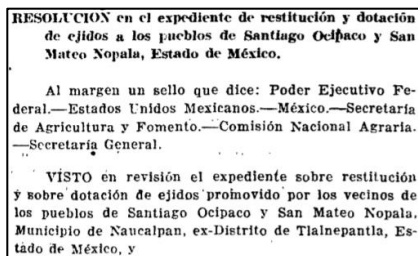 RESOLUCION en el expediente de restitución y dotación
de ejidos a los pueblos de Santiago Ocipaco y San
Mateo Nopala, Estado de México.
Al margen un sello que dice: Poder Ejecutivo Fe-
deral.—Estados Unidos Mexicanos.—México.—Secretaría
de Agricultura y Fomento.—Comisión Nacional Agraria.
—Secretaría General.
VISTO en revisión el expediente sobre restitución
y sobre dotación de ejidos promovido por los vecinos de
los pueblos de Santiago Ocipaco y San Mateo Nopala,
Municipio de Naucalpan, ex-Distrito de Tlalnepantla, Es-
tado de México, y